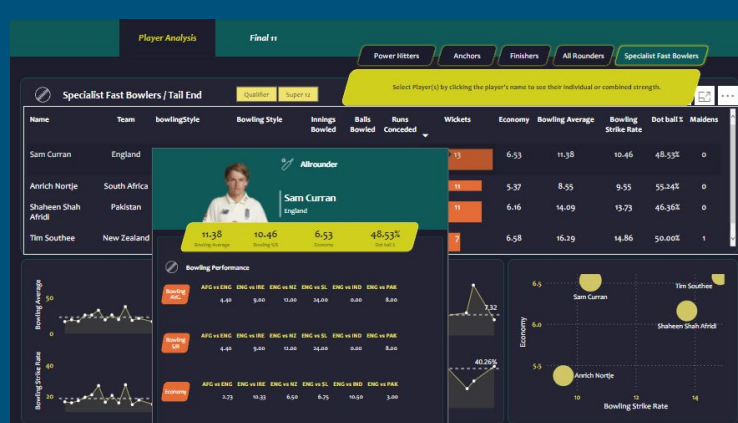 Player Analysis
Final 11
Power Hitters
Anchors
Finishers
All Rounders
Specialist Fast Bowlers
Select Player(s) by clicking the player's name to see their individual or combined strength.
Specialist Fast Bowlers / Tail End
Qualifier
Super 12
Name Team bowlingStyle Bowling Style Innings Bowled Balls Bowled Runs Conceded Wickets Economy Bowling Average Bowling Strike Rate Dot ball % Maidens
Sam Curran England 13 6.53 11.38 10.46 48.53% 0
Anrich Nortje South Africa 11 5.37 8.55 9.55 55.24% 0
Shaheen Shah Afridi Pakistan 11 6.16 14.09 13.73 46.36% 0
Tim Southee New Zealand 7 6.58 16.29 14.86 50.00% 1
Allrounder
Sam Curran
England
11.38 10.46 6.53 48.53%
Bowling Average Bowling S/R Economy Dot ball %
Bowling Performance
Bowling AVG.
AFG vs ENG ENG vs IRE ENG vs NZ ENG vs SL ENG vs IND ENG vs PAK
4.40 9.00 13.00 24.00 0.00 8.00
Bowling S/R
AFG vs ENG ENG vs IRE ENG vs NZ ENG vs SL ENG vs IND ENG vs PAK
4.40 9.00 12.00 24.00 0.00 8.00
Economy
AFG vs ENG ENG vs IRE ENG vs NZ ENG vs SL ENG vs IND ENG vs PAK
2.73 10.33 6.50 6.75 10.50 3.00
Bowling Average
50
0
Bowling Strike Rate
40
20
7.32
40.26%
Economy
6.5
6.0
5.5
Sam Curran
Tim Southee
Shaheen Shah Afridi
Anrich Nortje
10 12 14
Bowling Strike Rate